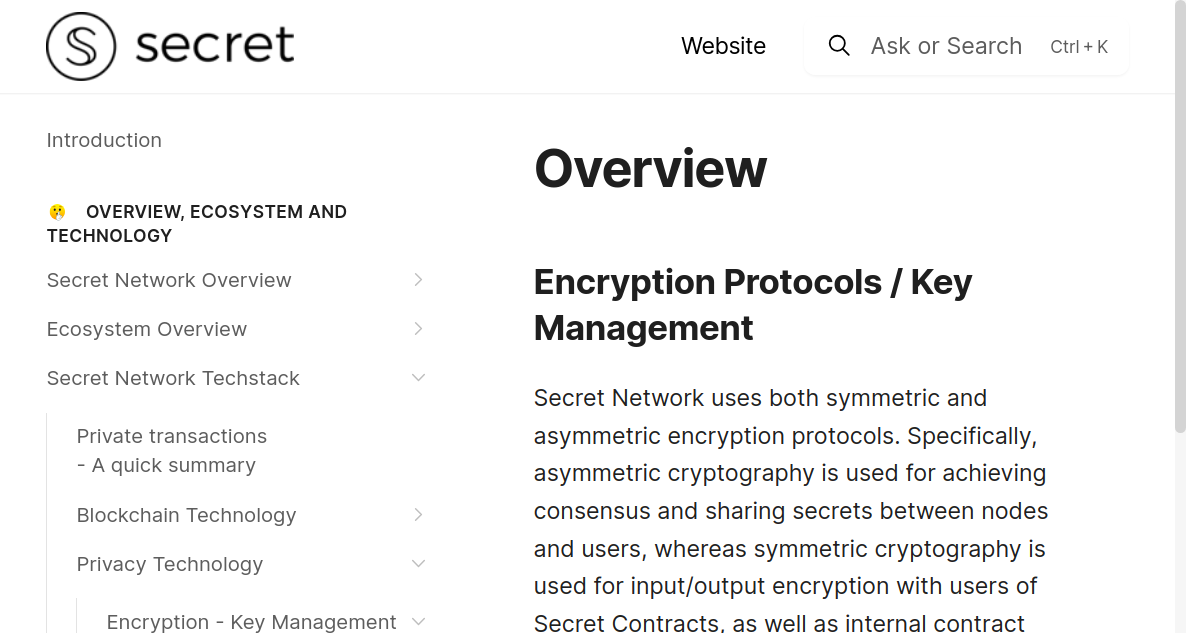 secret
Website
Ask or Search
Ctrl + K
Introduction
OVERVIEW, ECOSYSTEM AND
TECHNOLOGY
Secret Network Overview
Ecosystem Overview
Secret Network Techstack
Private transactions
- A quick summary
Blockchain Technology
Privacy Technology
Encryption - Key Management
Overview
Encryption Protocols / Key
Management
Secret Network uses both symmetric and
asymmetric encryption protocols. Specifically,
asymmetric cryptography is used for achieving
consensus and sharing secrets between nodes
and users, whereas symmetric cryptography is
used for input/output encryption with users of
Secret Contracts, as well as internal contract